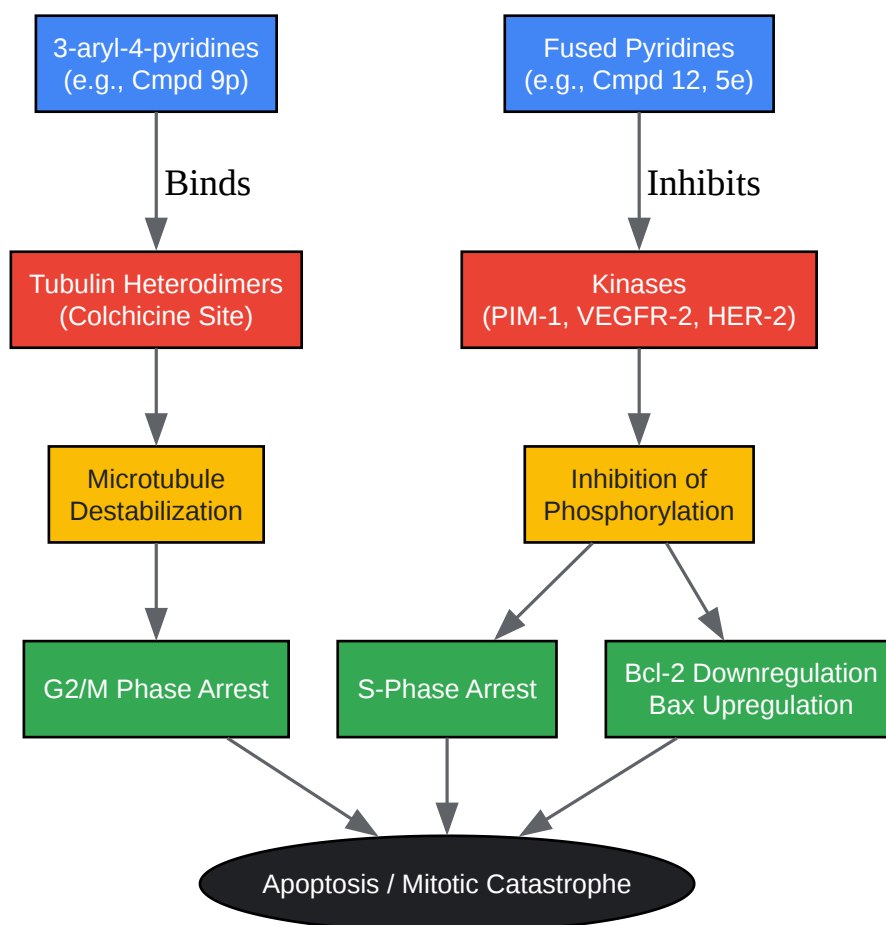 3-aryl-4-pyridines
(e.g., Cmpd 9p)
Fused Pyridines
(e.g., Cmpd 12, 5e)
Binds
Inhibits
Tubulin Heterodimers
(Colchicine Site)
Kinases
(PIM-1, VEGFR-2, HER-2)
Microtubule
Destabilization
Inhibition of
Phosphorylation
G2/M Phase Arrest
S-Phase Arrest
Bcl-2 Downregulation
Bax Upregulation
Apoptosis / Mitotic Catastrophe